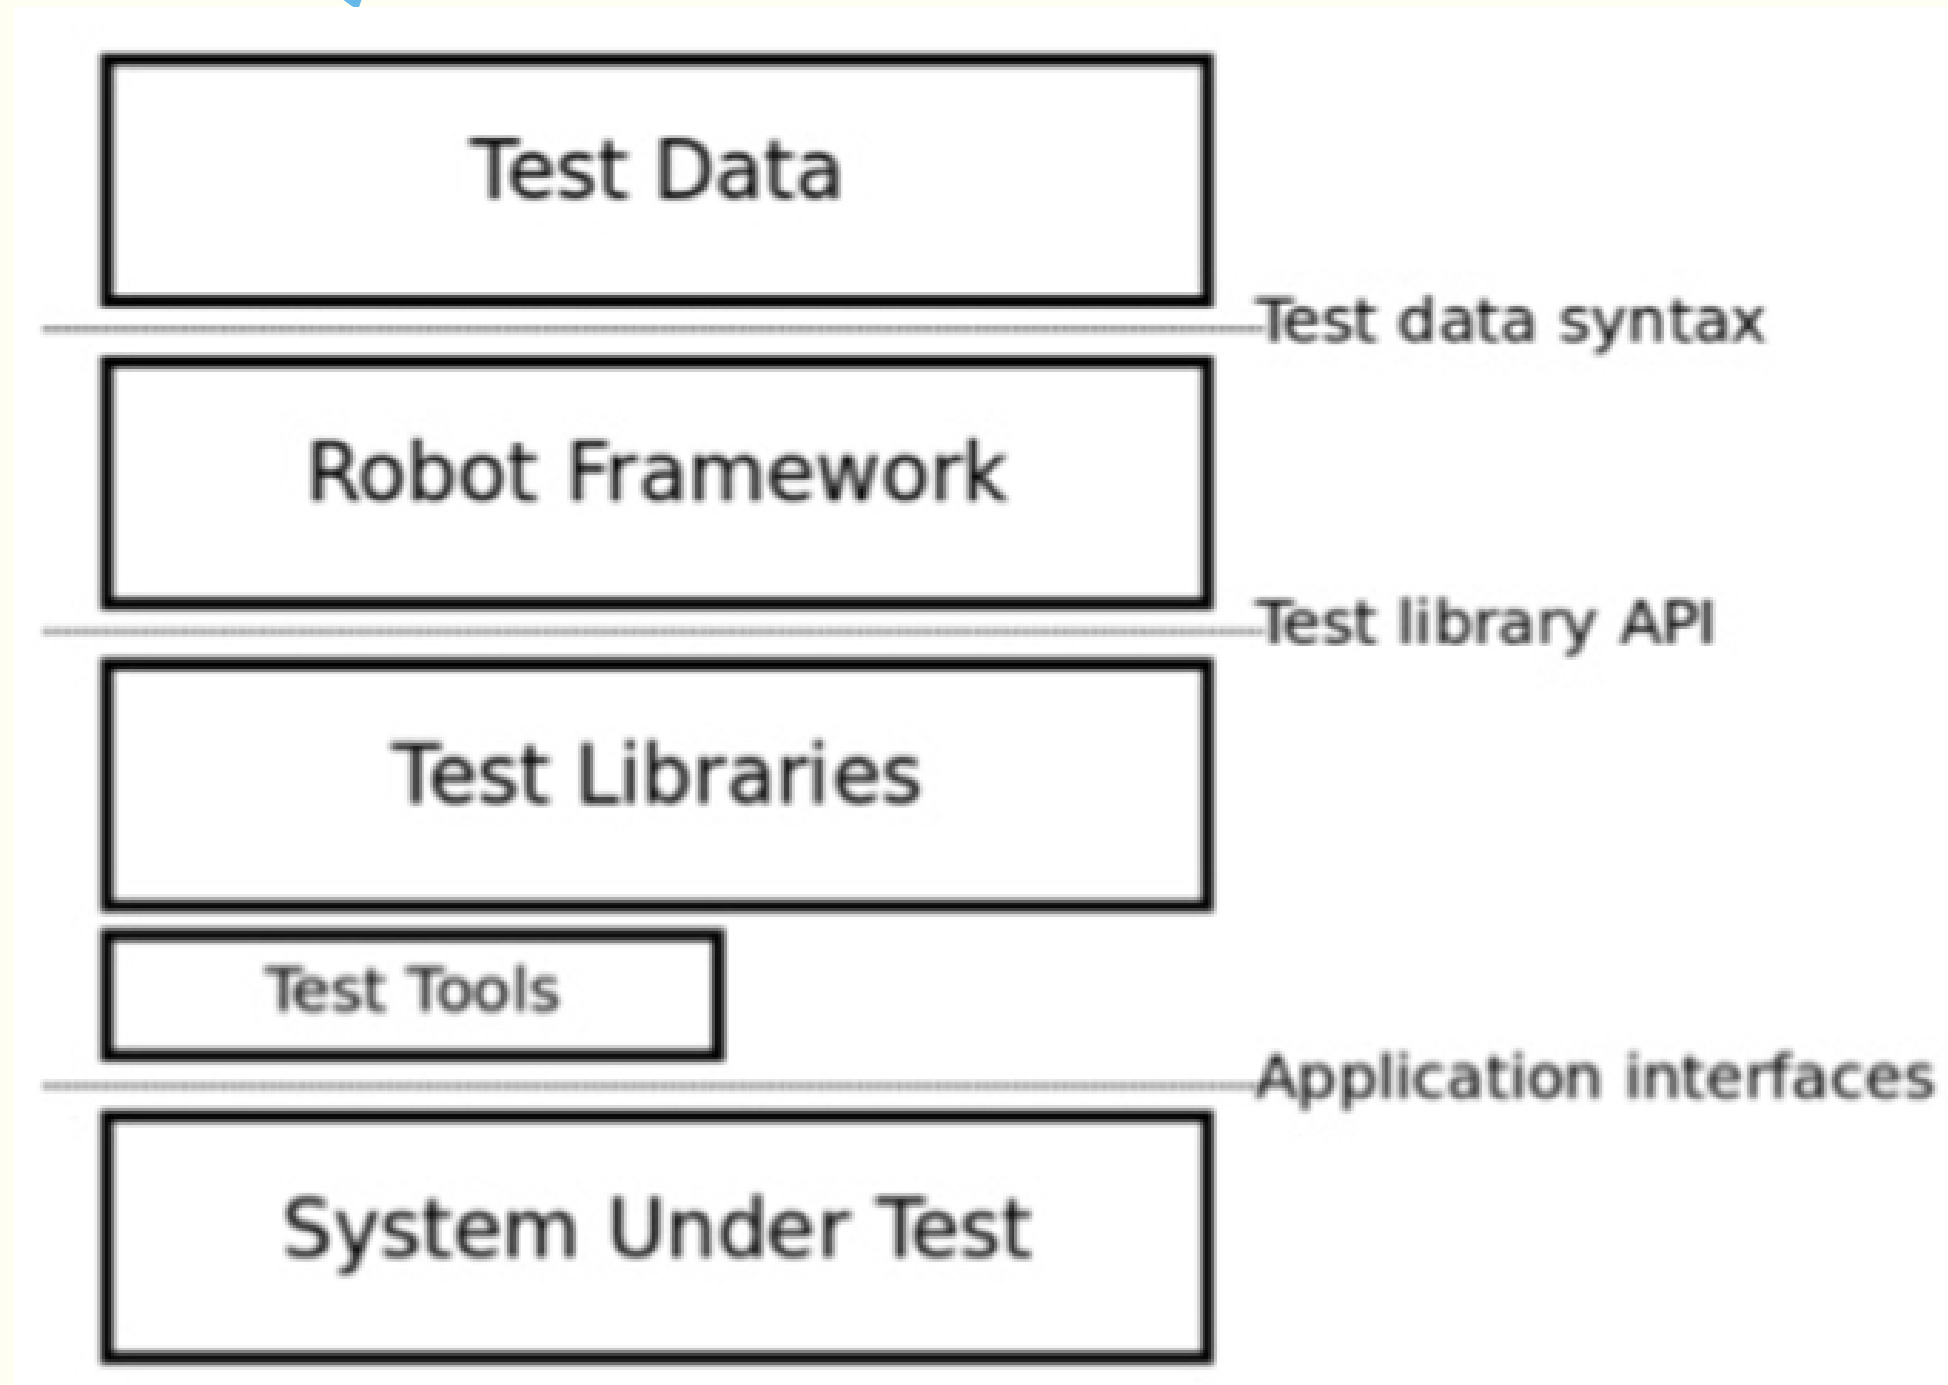 Test Data
Test data syntax
Robot Framework
Test library API
Test Libraries
Test Tools
Application interfaces
System Under Test